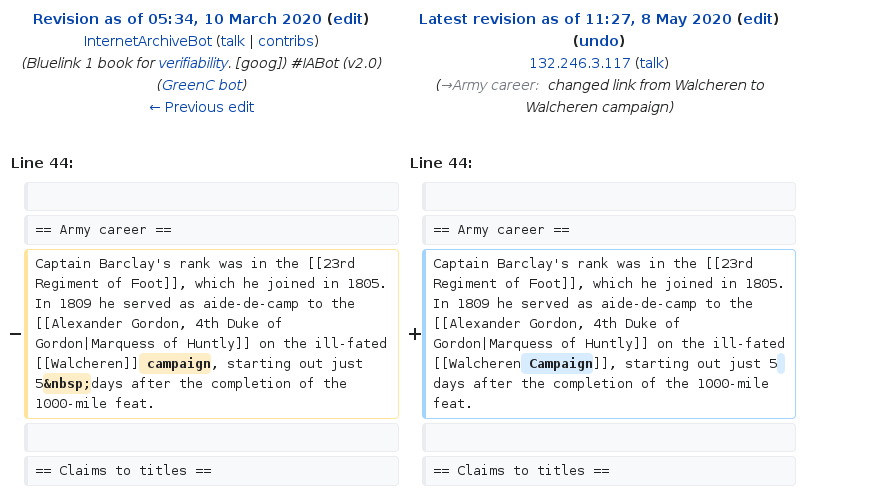 Revision as of 05:34, 10 March 2020 (edit)
InternetArchiveBot (talk | contribs)
(Bluelink 1 book for verifiability. [goog]) #IABot (v2.0)
(GreenC bot)
← Previous edit
Latest revision as of 11:27, 8 May 2020 (edit)
(undo)
132.246.3.117 (talk)
(→Army career: changed link from Walcheren to
Walcheren campaign)
Line 44:
Line 44:
== Army career ==
== Army career ==
−
Captain Barclay's rank was in the [[23rd
Regiment of Foot]], which he joined in 1805.
In 1809 he served as aide-de-camp to the
[[Alexander Gordon, 4th Duke of
Gordon|Marquess of Huntly]] on the ill-fated
[[Walcheren]] campaign, starting out just
5&nbsp;days after the completion of the
1000-mile feat.
+
Captain Barclay's rank was in the [[23rd
Regiment of Foot]], which he joined in 1805.
In 1809 he served as aide-de-camp to the
[[Alexander Gordon, 4th Duke of
Gordon|Marquess of Huntly]] on the ill-fated
[[Walcheren Campaign]], starting out just 5
days after the completion of the 1000-mile
feat.
== Claims to titles ==
== Claims to titles ==